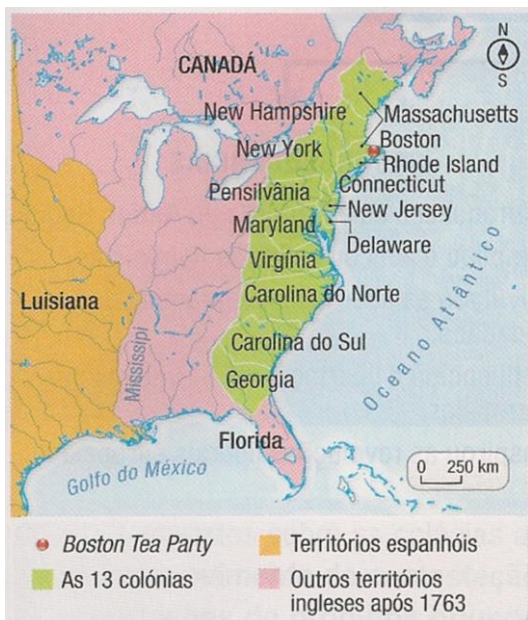 N
S
CANADÁ
New Hampshire
Massachusetts
Boston
New York
Rhode Island
Connecticut
Pensilvânia
New Jersey
Maryland
Delaware
Virgínia
Luisiana
Carolina do Norte
Oceano Atlântico
Mississipi
Carolina do Sul
Georgia
Florida
Golfo do México
0 250 km
Boston Tea Party
Territórios espanhóis
As 13 colónias
Outros territórios
ingleses após 1763